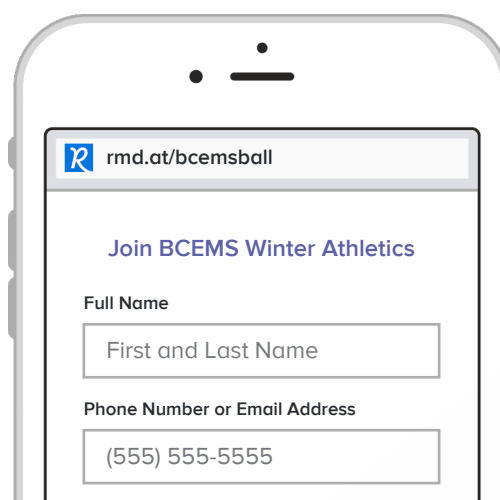 rmd.at/bcemsball
Join BCEMS Winter Athletics
Full Name
First and Last Name
Phone Number or Email Address
(555) 555-5555